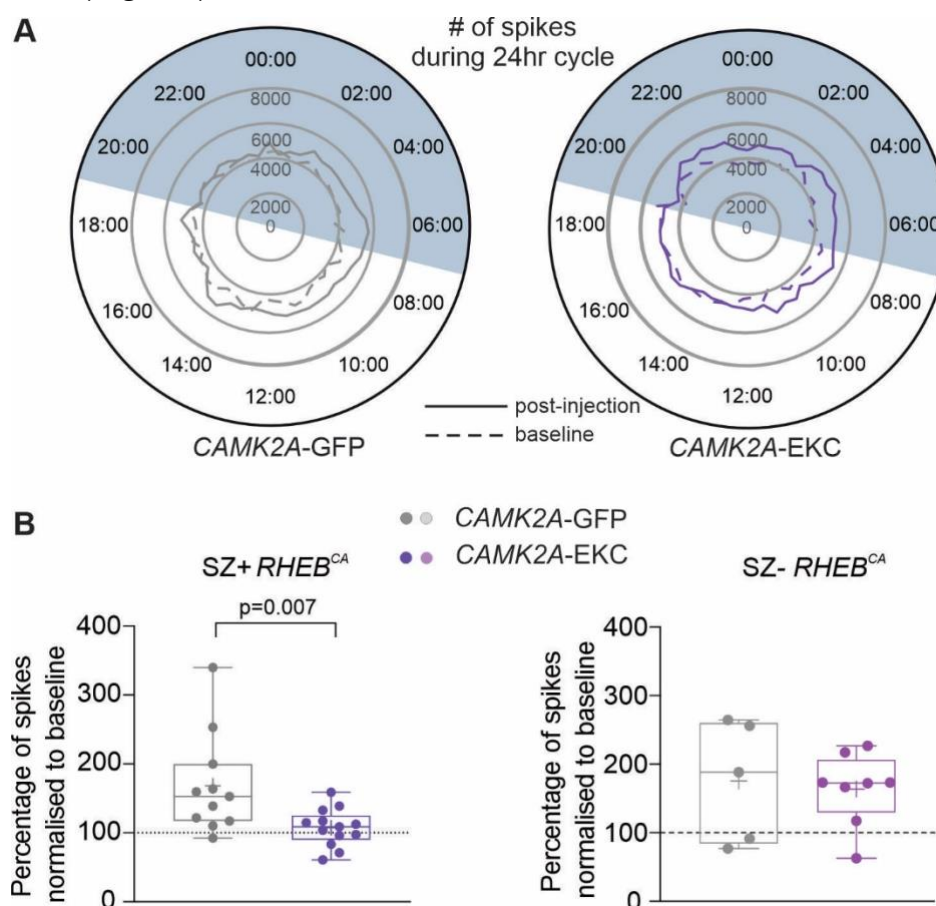 A
# of spikes
during 24hr cycle
00:00
22:00
02:00
20:00
04:00
18:00
06:00
16:00
08:00
14:00
10:00
12:00
8000
6000
4000
2000
0
00:00
22:00
02:00
20:00
04:00
18:00
06:00
16:00
08:00
14:00
10:00
12:00
8000
6000
4000
2000
0
post-injection
baseline
CAMK2A-GFP
CAMK2A-EKC
B
CAMK2A-GFP
CAMK2A-EKC
SZ+ RHEB^CA
SZ- RHEB^CA
p=0.007
Percentage of spikes
normalised to baseline
400
300
200
100
0
Percentage of spikes
normalised to baseline
400
300
200
100
0